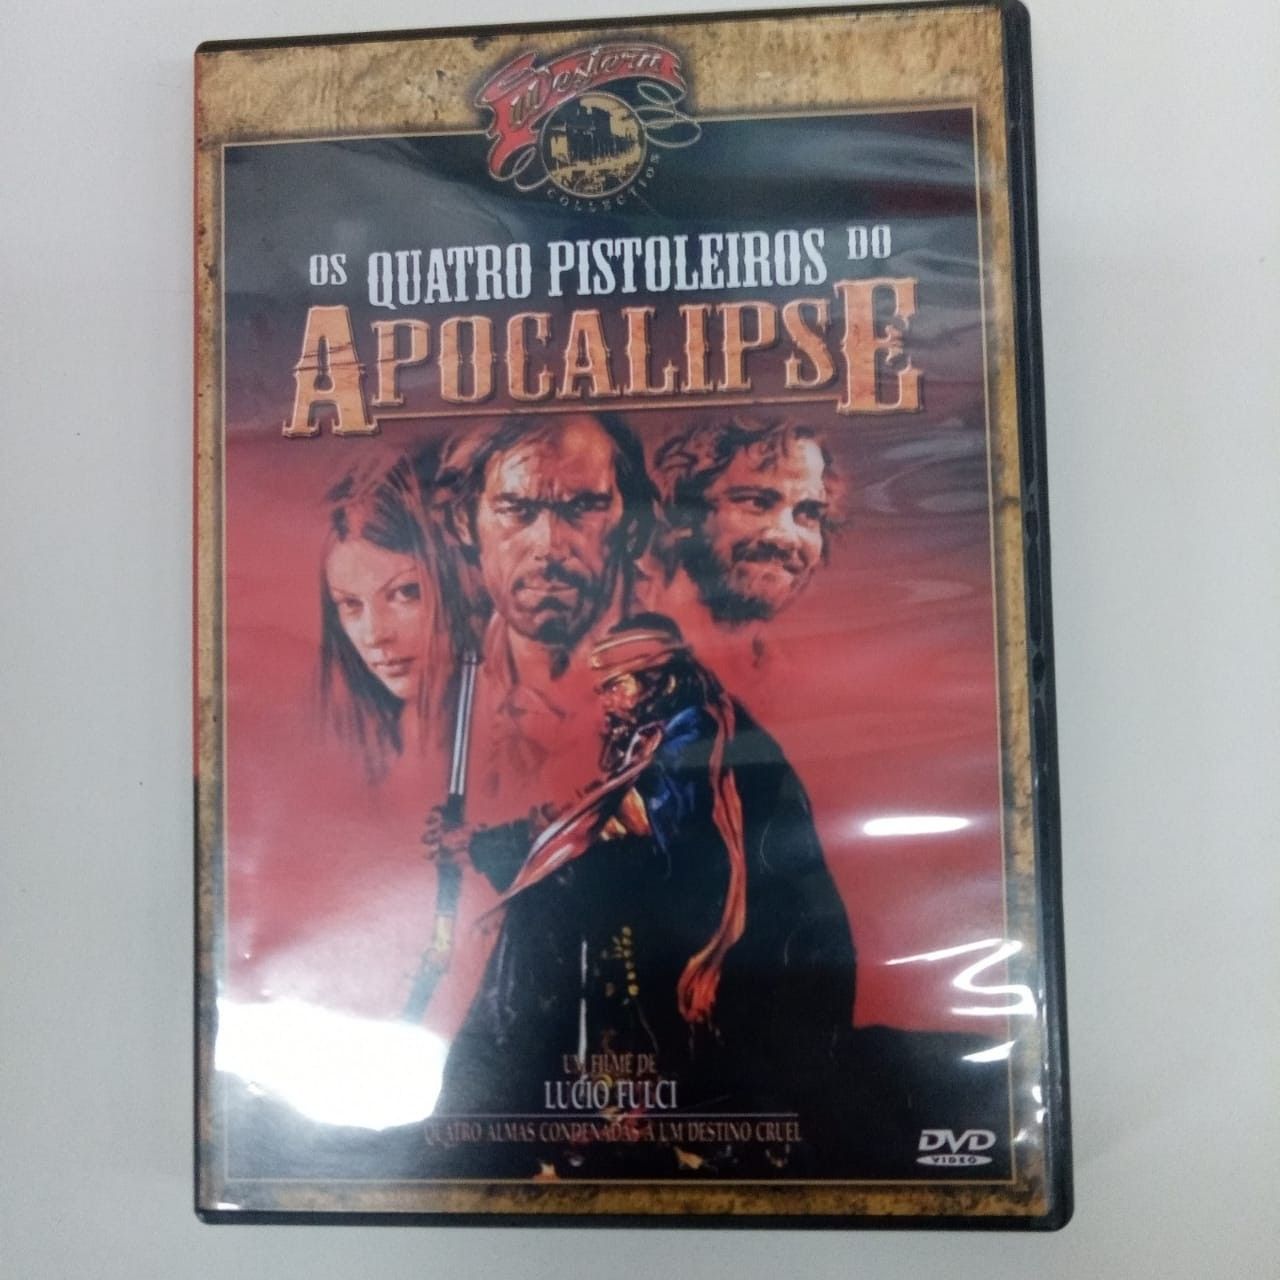 Western
COLLECTION
OS QUATRO PISTOLEIROS DO
APOCALIPSE
UM FILME DE
LUCIO FULCI
QUATRO ALMAS CONDENADAS À UM DESTINO CRUEL
DVD
VIDEO